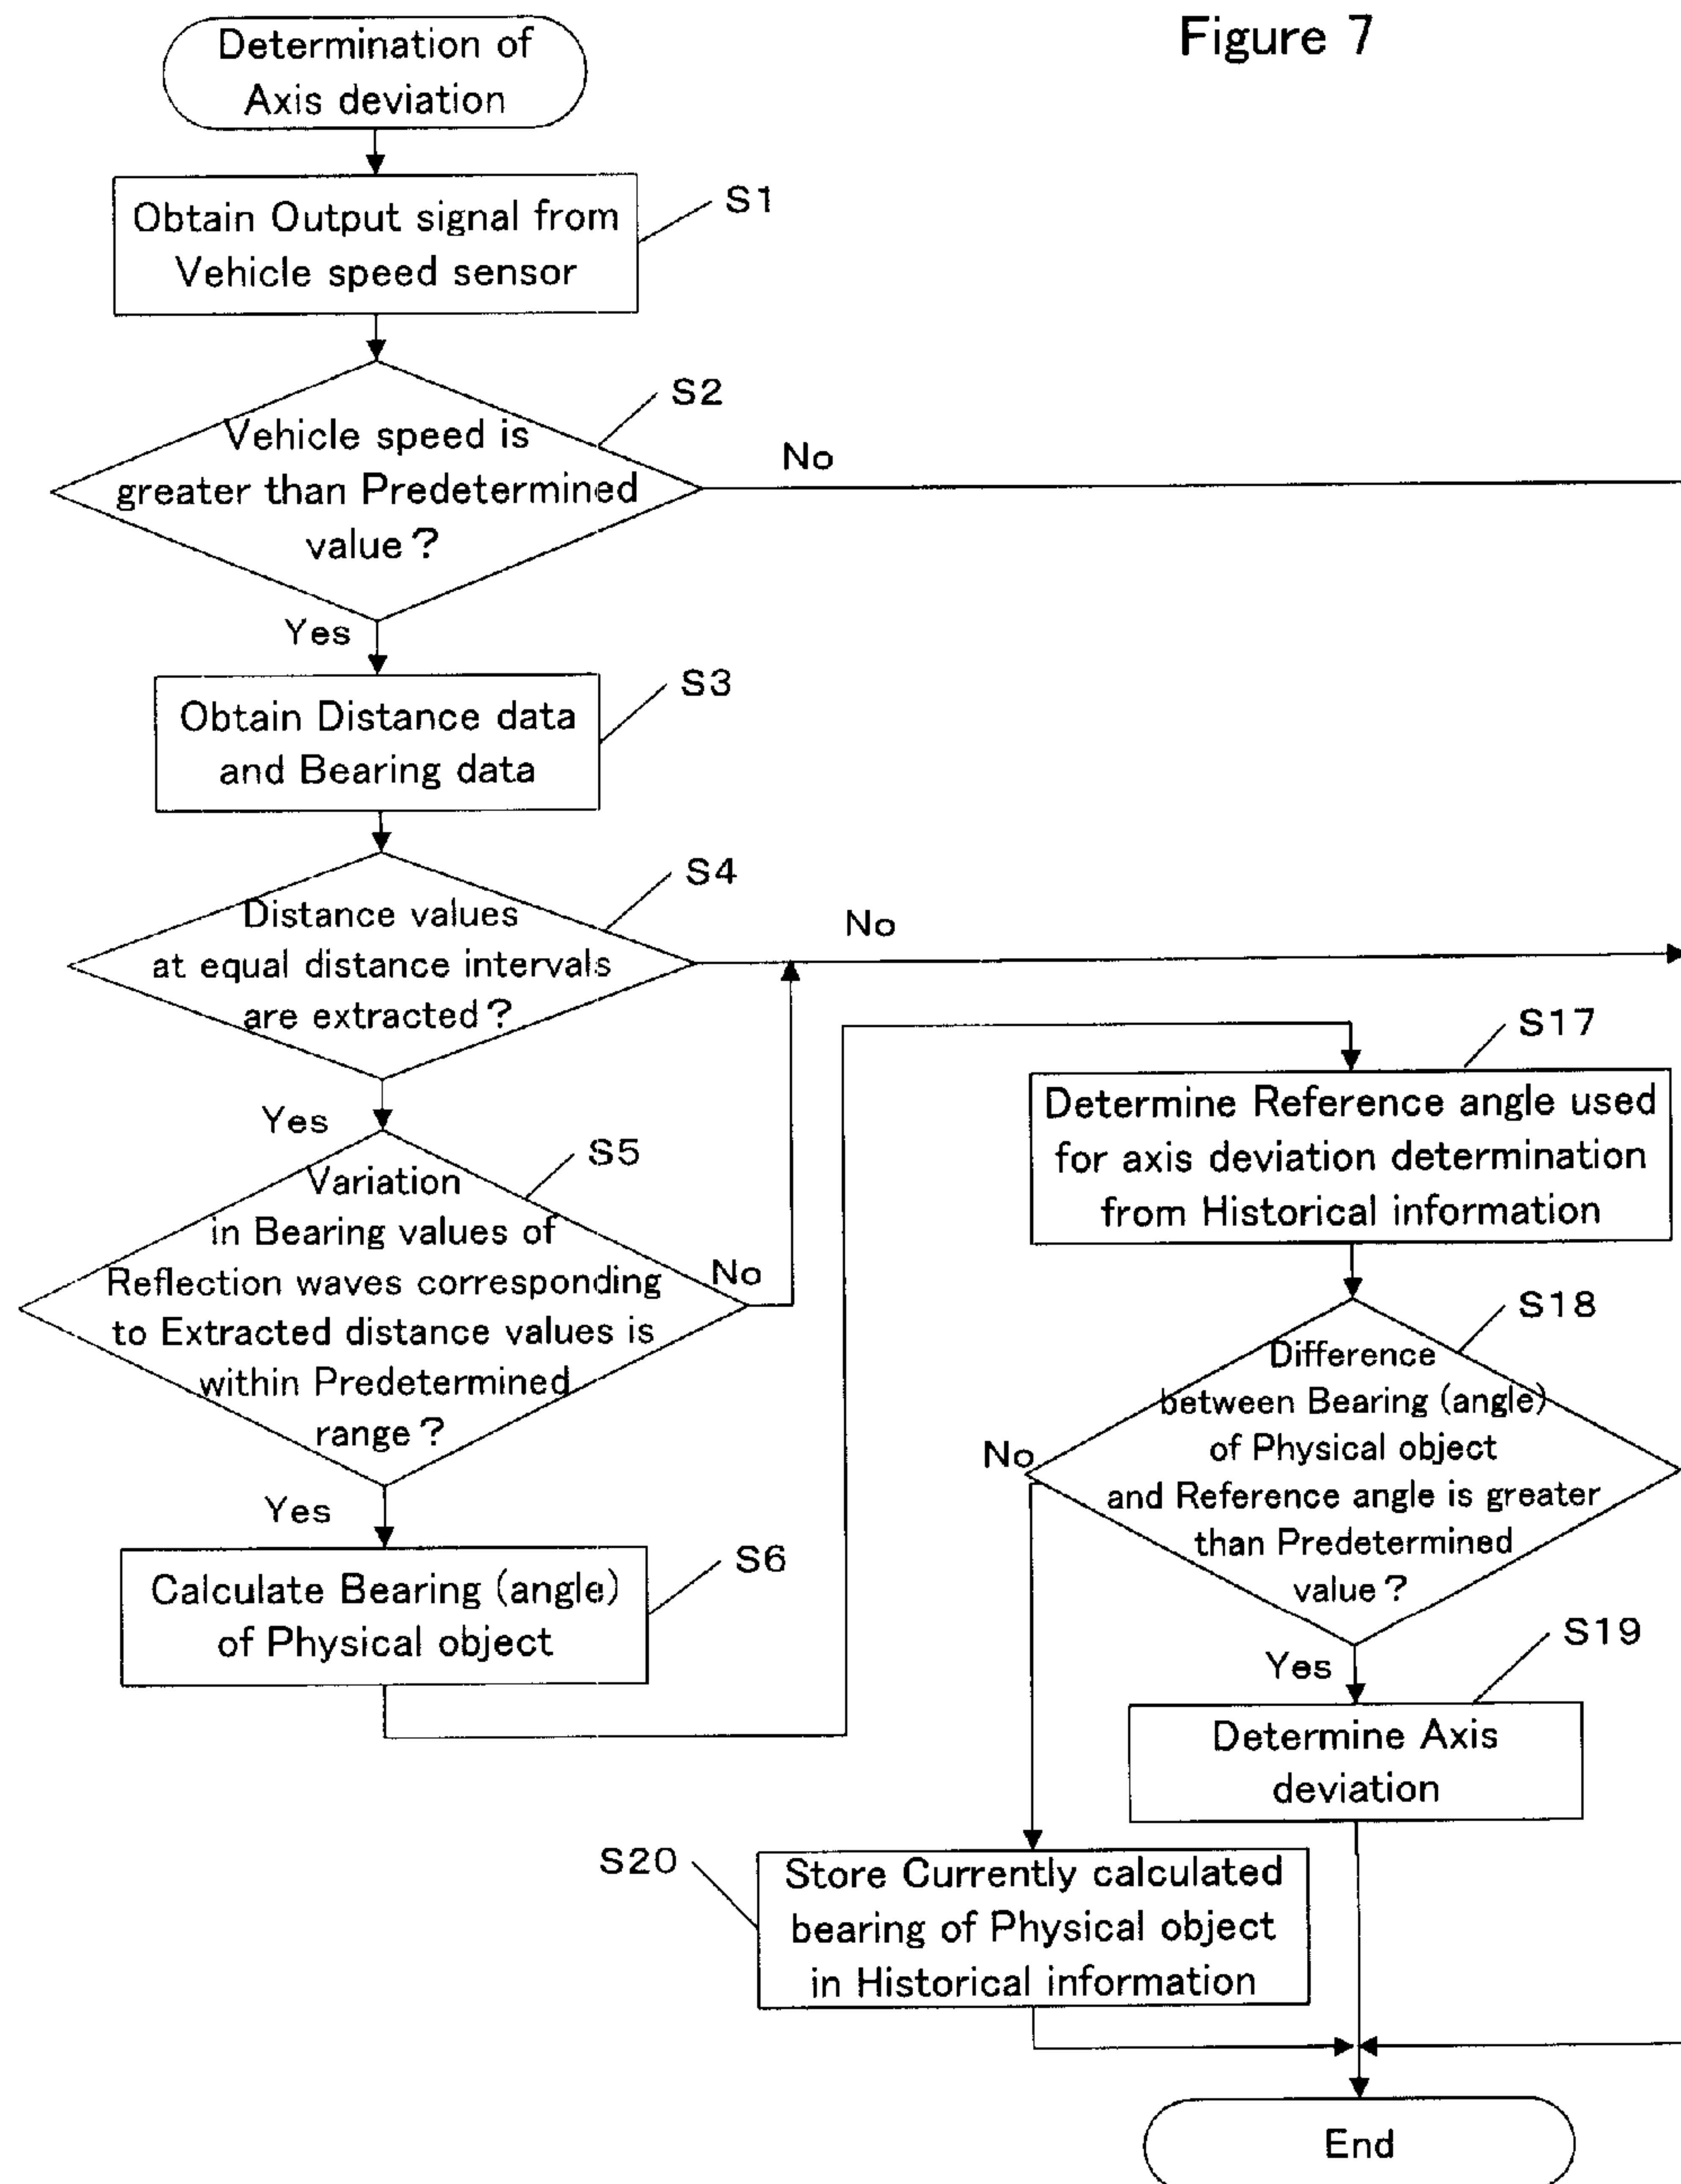 Figure 7
Determination of
Axis deviation
Obtain Output signal from
Vehicle speed sensor
S1
Vehicle speed is
greater than Predetermined
value?
S2
No
Yes
Obtain Distance data
and Bearing data
S3
Distance values
at equal distance intervals
are extracted?
S4
No
Yes
Variation
in Bearing values of
Reflection waves corresponding
to Extracted distance values is
within Predetermined
range?
S5
No
Yes
Calculate Bearing (angle)
of Physical object
S6
S17
Determine Reference angle used
for axis deviation determination
from Historical information
S18
Difference
between Bearing (angle)
of Physical object
and Reference angle is greater
than Predetermined
value?
No
Yes
S19
Determine Axis
deviation
S20
Store Currently calculated
bearing of Physical object
in Historical information
End